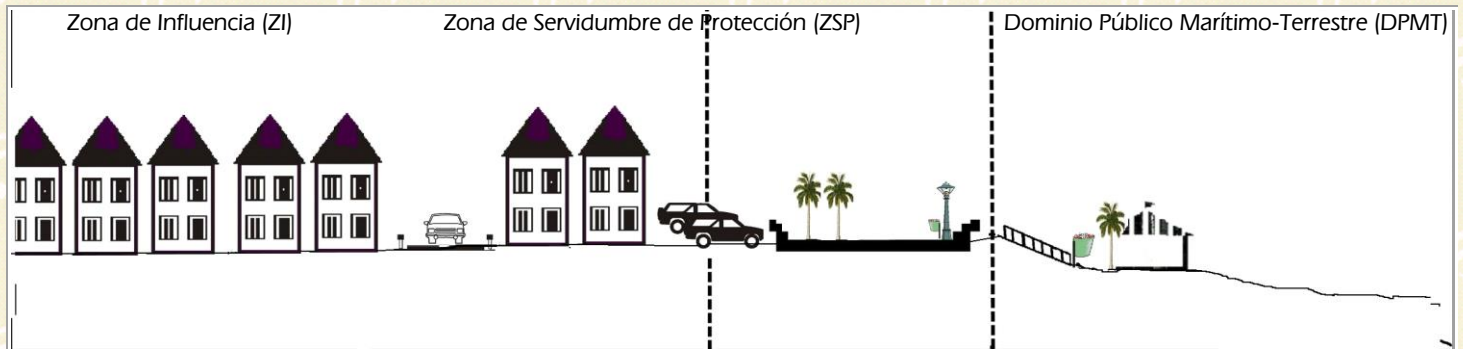 Zona de Influencia (ZI)
Zona de Servidumbre de Protección (ZSP)
Dominio Público Marítimo-Terrestre (DPMT)